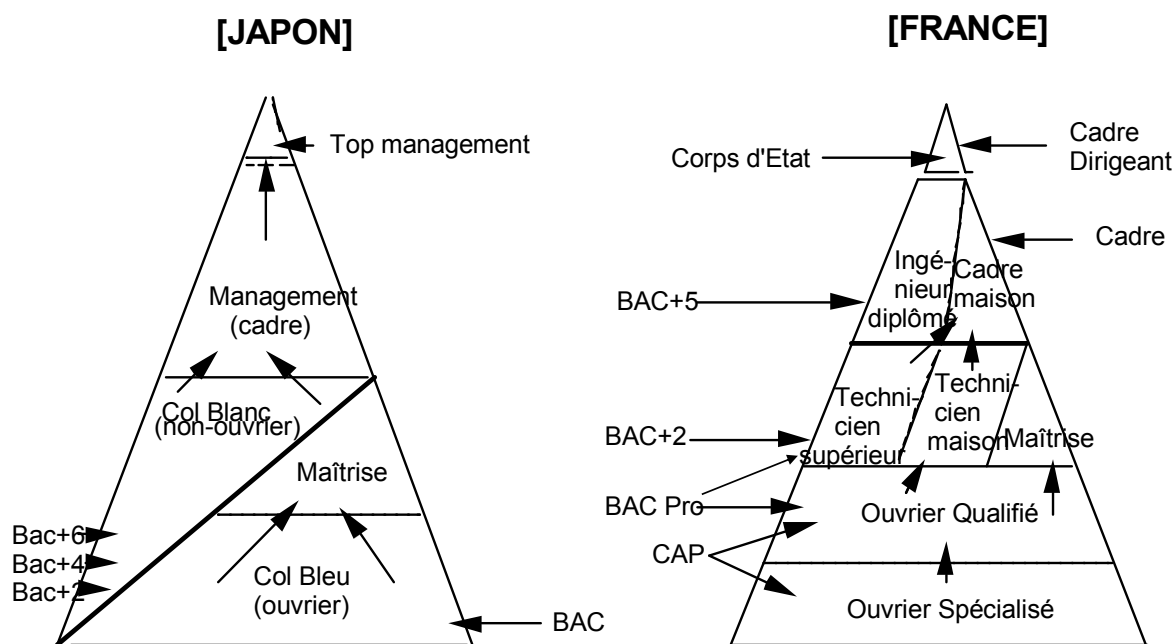 [JAPON]
Top management
Management
(cadre)
Col Blanc
(non-ouvrier)
Maîtrise
Bac+6
Bac+4
Bac+2
Col Bleu
(ouvrier)
BAC
[FRANCE]
Corps d'Etat
Cadre
Dirigeant
Cadre
Ingé-
nieur
diplômé
Cadre
maison
BAC+5
Techni-
cien
supérieur
Techni-
cien
maison
Maîtrise
BAC+2
BAC Pro
Ouvrier Qualifié
CAP
Ouvrier Spécialisé